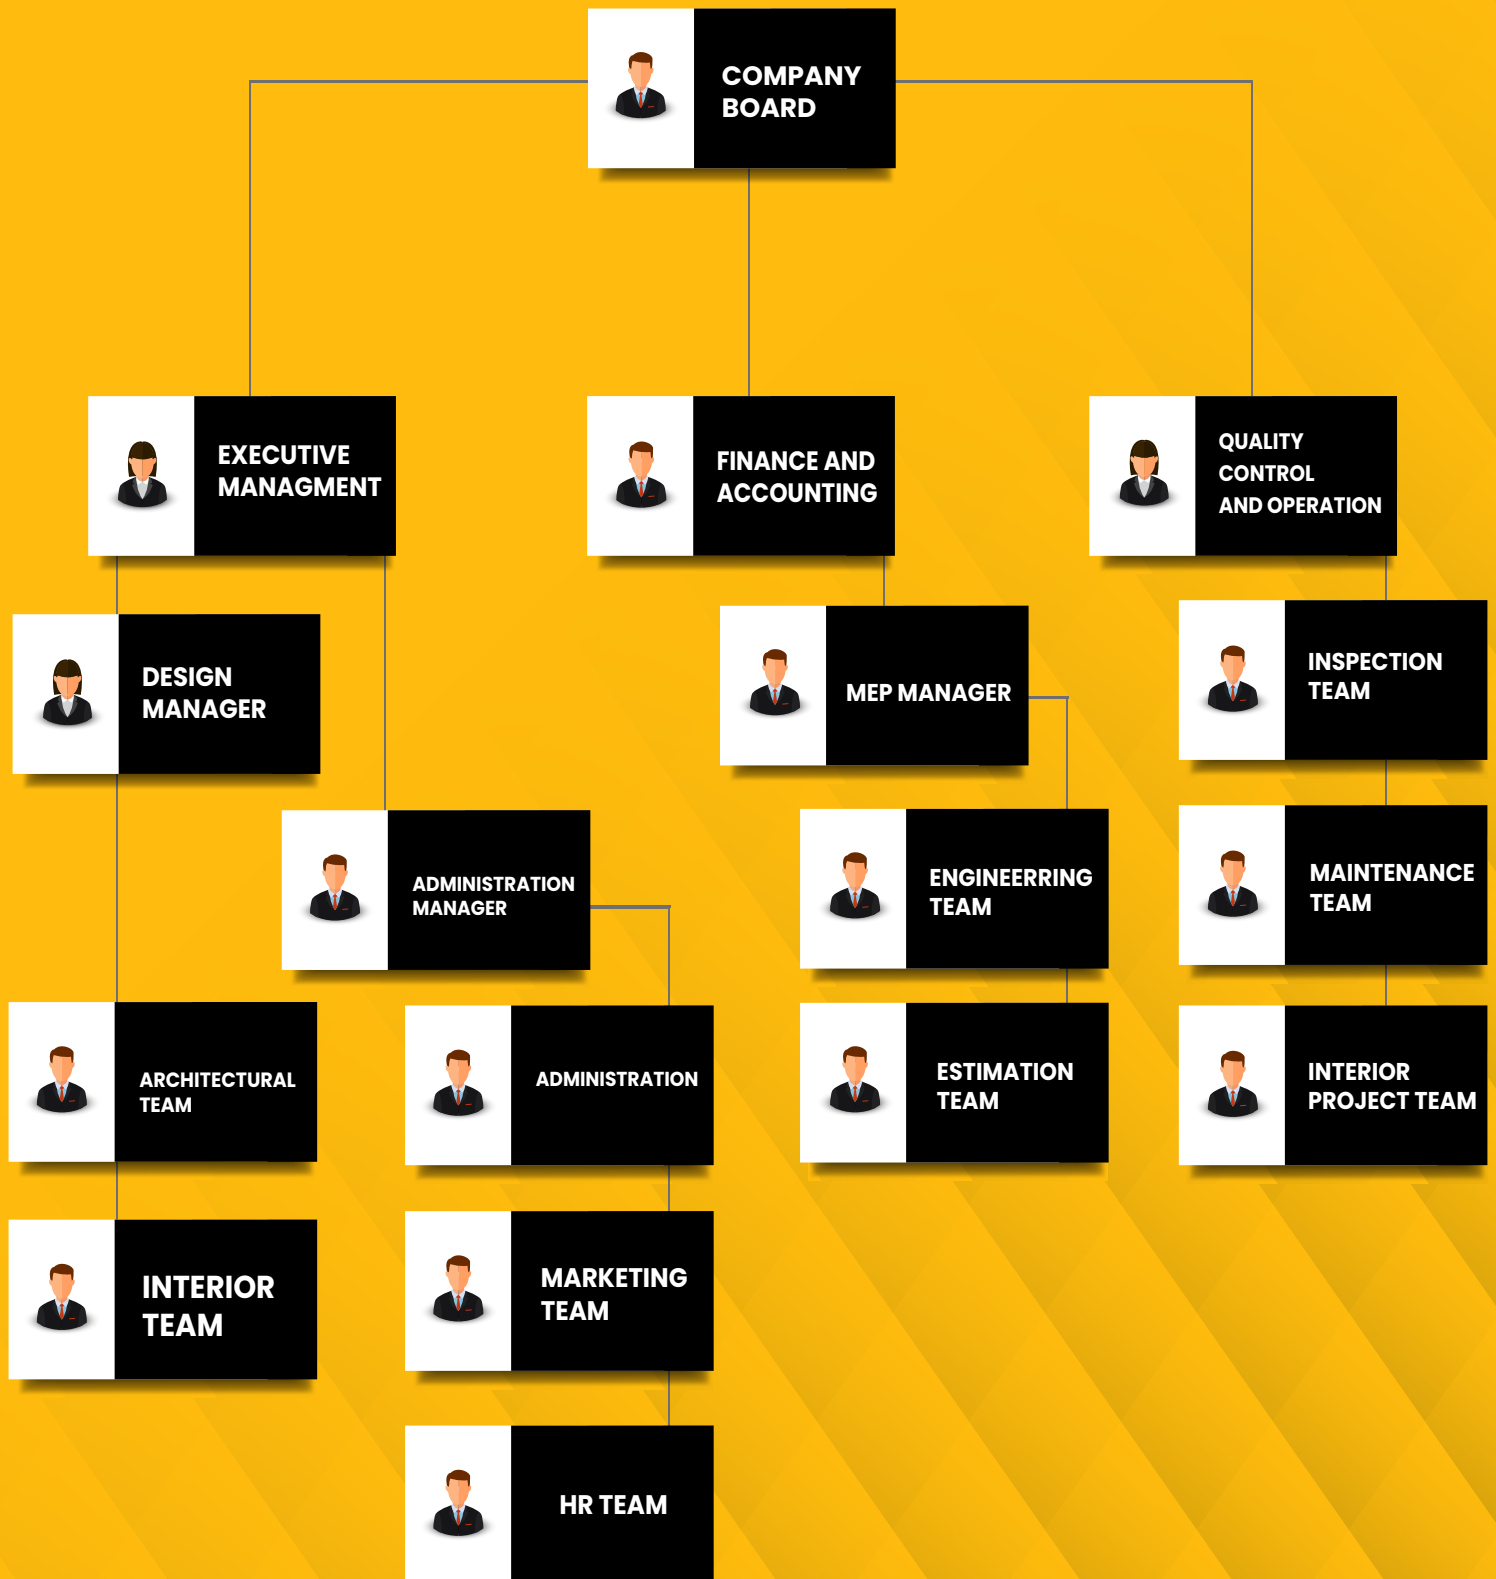 COMPANY
BOARD
EXECUTIVE
MANAGMENT
FINANCE AND
ACCOUNTING
QUALITY
CONTROL
AND OPERATION
DESIGN
MANAGER
MEP MANAGER
INSPECTION
TEAM
ADMINISTRATION
MANAGER
ENGINEERRING
TEAM
MAINTENANCE
TEAM
ARCHITECTURAL
TEAM
ADMINISTRATION
ESTIMATION
TEAM
INTERIOR
PROJECT TEAM
INTERIOR
TEAM
MARKETING
TEAM
HR TEAM